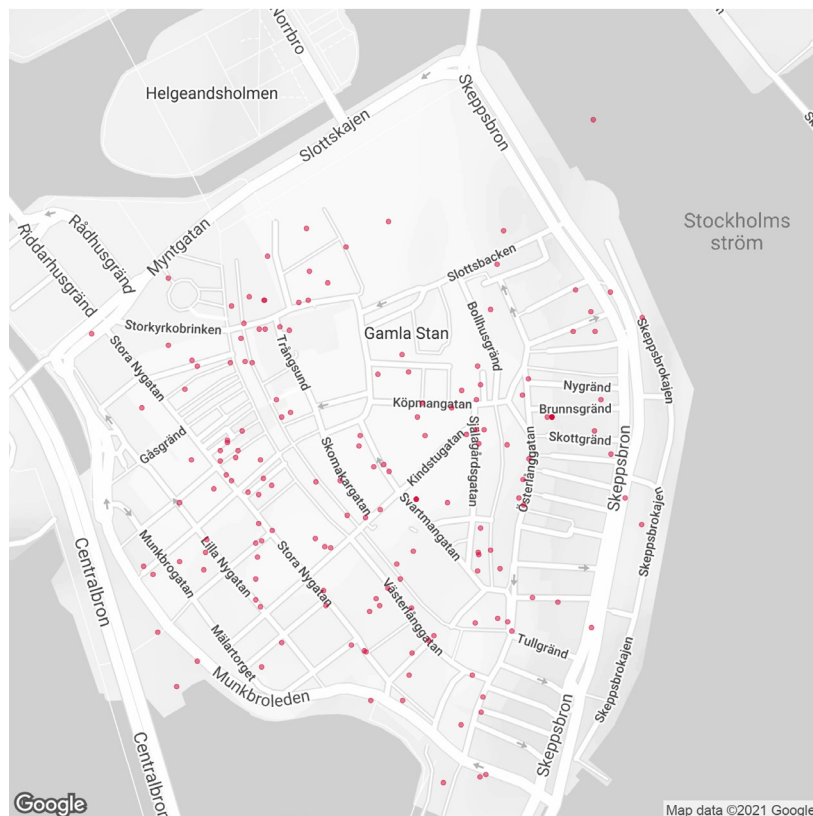 Norrbro
Helgeandsholmen
Skeppsbron
Slottskajen
Stockholms
ström
Rådhusgränd
Riddarhusgränd
Myntgatan
Slottsbacken
Bollhusgränd
Storkyrkobrinken
Gamla Stan
Skeppsbrokajen
Stora Nygatan
Trångsund
Nygränd
Köpmangatan
Brunnsgränd
Gåsgränd
Skomakargatan
Kindstugatan
Själagårdsgatan
Österlånggatan
Skottgränd
Skeppsbron
Svartmangatan
Skeppsbrokajen
Centralbron
Munkbrogatan
Lilla Nygatan
Stora Nygatan
Västerlånggatan
Mälartorget
Tullgränd
Munkbroleden
Skeppsbrokajen
Skeppsbron
Centralbron
Google
Map data ©2021 Google